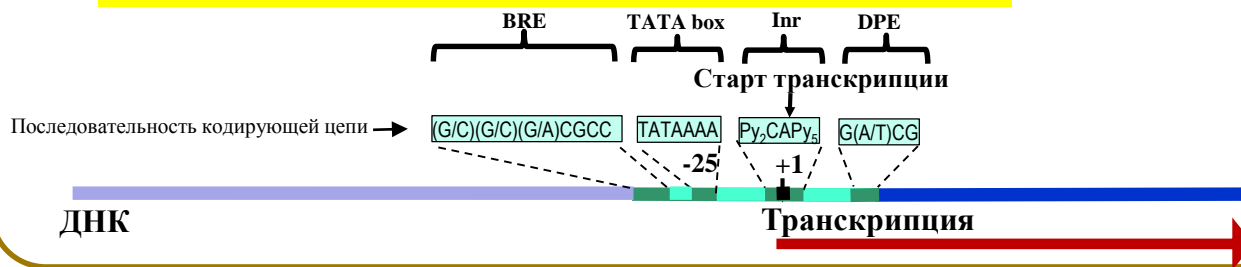 BRE TATA box Inr DPE
Старт транскрипции
Последовательность кодирующей цепи
(G/C)(G/C)(G/A)CGCC TATAAAA Py₂CAPy₅ G(A/T)CG
-25 +1
ДНК Транскрипция